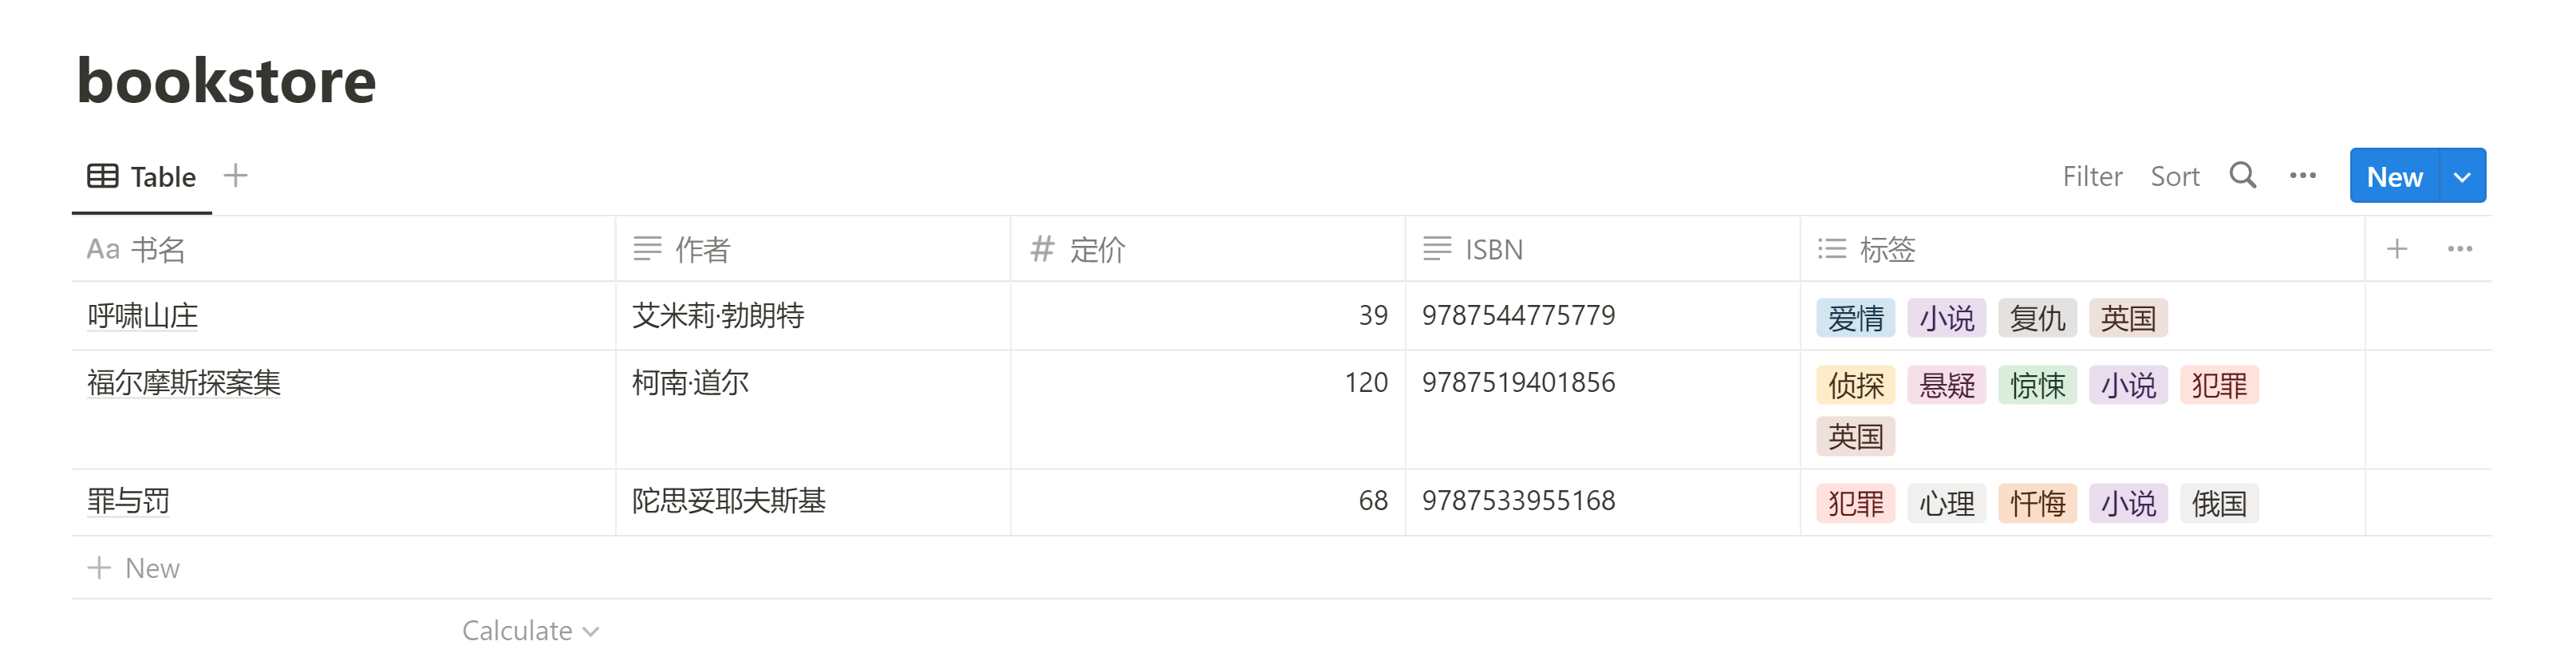 bookstore
Table Filter Sort New
Aa 书名 作者 定价 ISBN 标签
呼啸山庄 艾米莉·勃朗特 39 9787544775779 爱情 小说 复仇 英国
福尔摩斯探案集 柯南·道尔 120 9787519401856 侦探 悬疑 惊悚 小说 犯罪
英国
罪与罚 陀思妥耶夫斯基 68 9787533955168 犯罪 心理 忏悔 小说 俄国
New
Calculate